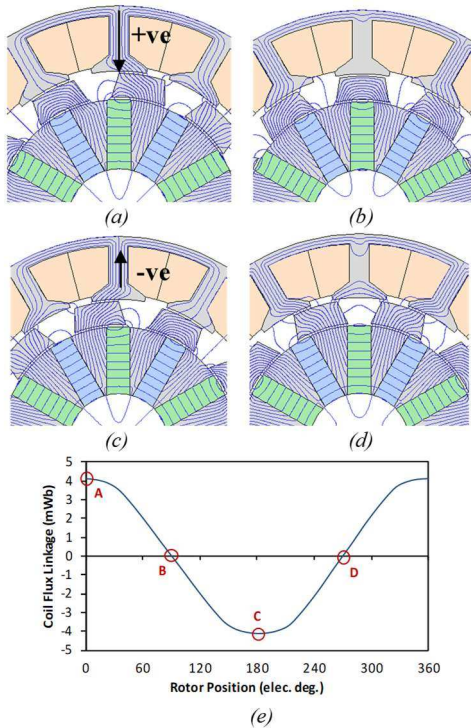 +ve
(a)
(b)
-ve
(c)
(d)
Coil Flux Linkage (mWb)
5
4
3
2
1
0
-1
-2
-3
-4
-5
A
B
C
D
0 60 120 180 240 300 360
Rotor Position (elec. deg.)
(e)